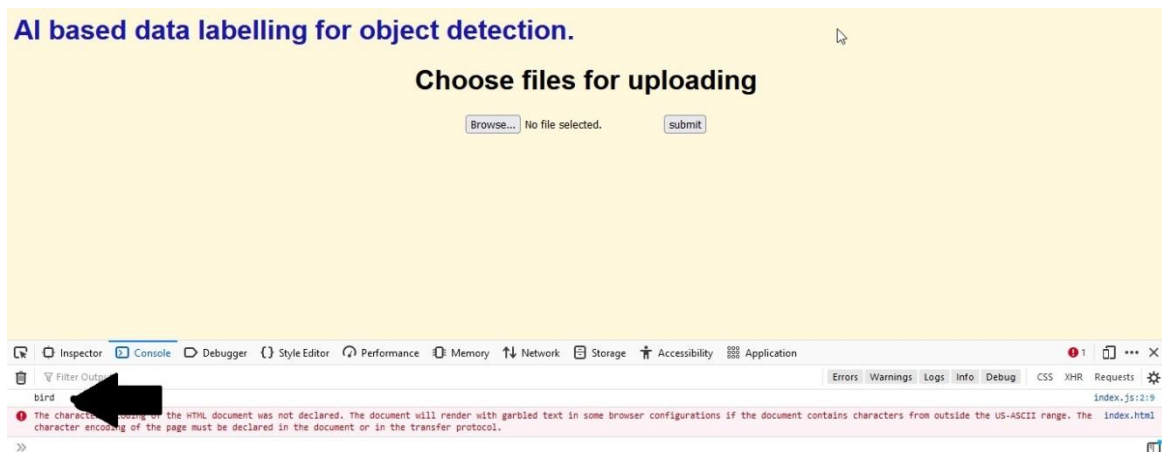 AI based data labelling for object detection.
Choose files for uploading
Browse... No file selected. submit
Inspector Console Debugger Style Editor Performance Memory Network Storage Accessibility Application 1
Filter Errors Warnings Logs Info Debug CSS XHR Requests
bird index.js:2:9
The of the HTML document was not declared. The document will render with garbled text in some browser configurations if the document contains characters from outside the US-ASCII range. The index.html
character encoding of the page must be declared in the document or in the transfer protocol.